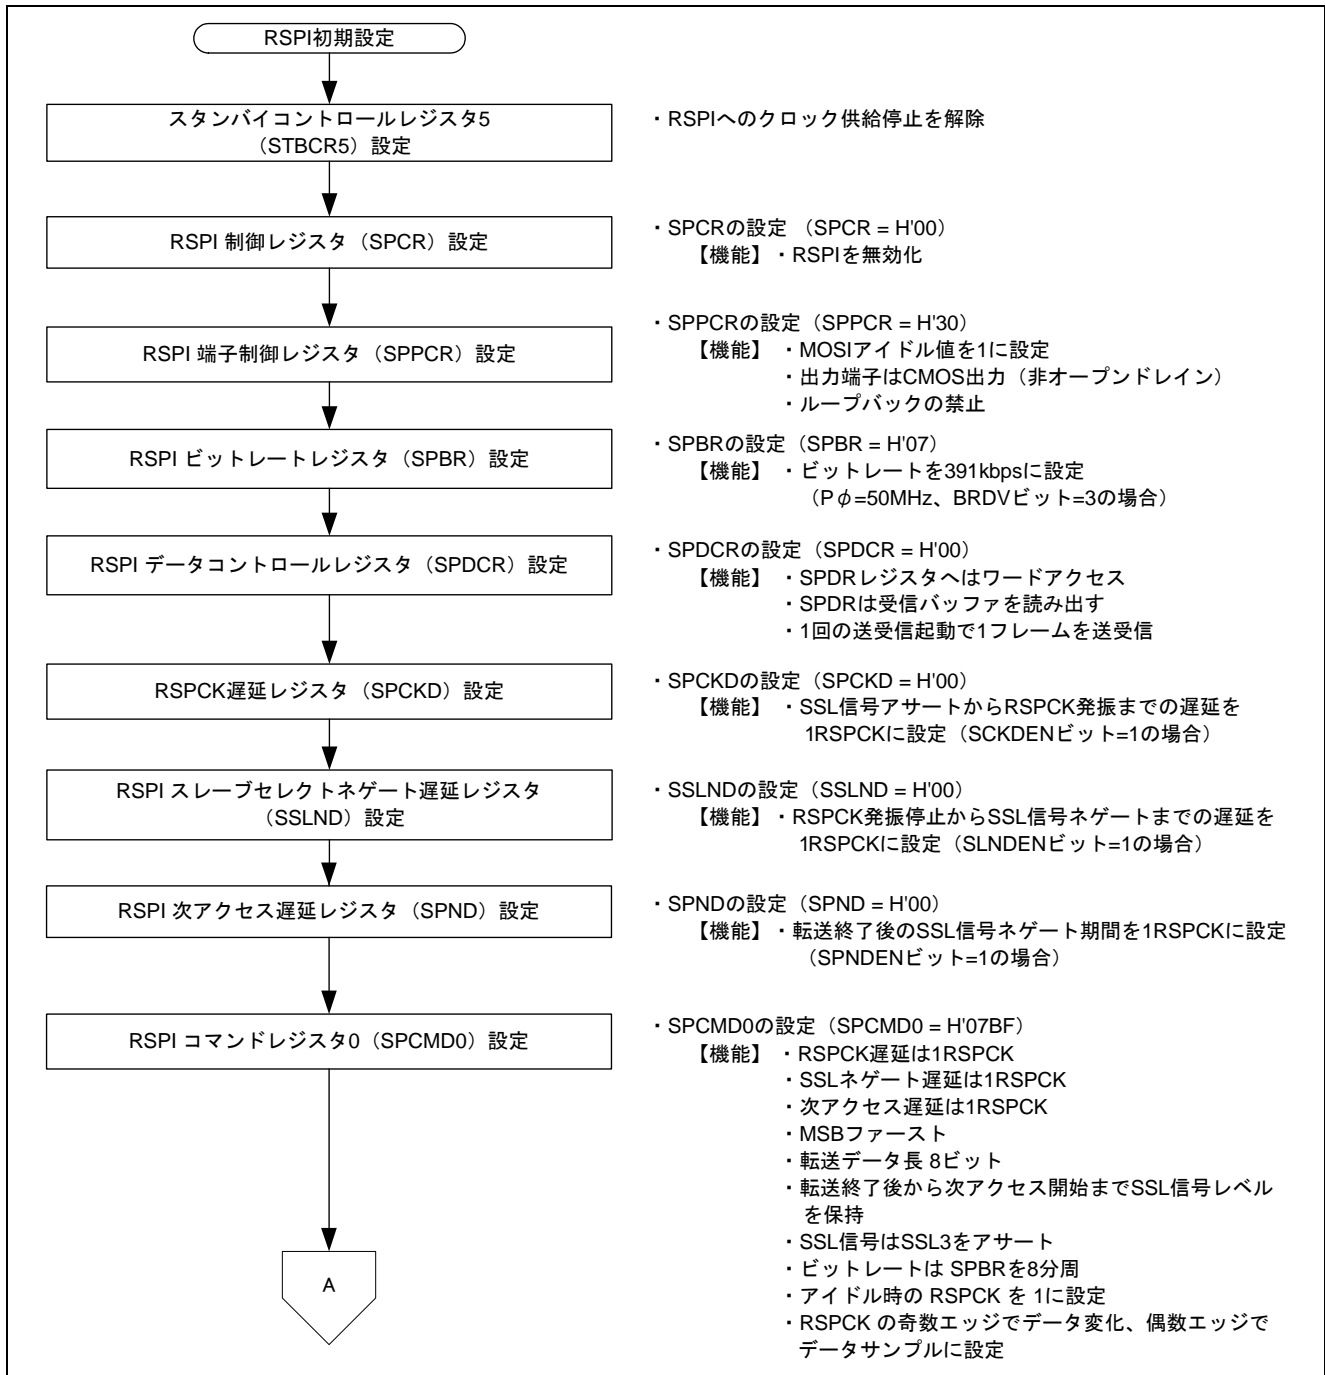 RSPI初期設定
スタンバイコントロールレジスタ5
（STBCR5）設定
・RSPIへのクロック供給停止を解除
RSPI 制御レジスタ（SPCR）設定
・SPCRの設定 （SPCR = H'00）
【機能】・RSPIを無効化
RSPI 端子制御レジスタ（SPPCR）設定
・SPPCRの設定（SPPCR = H'30）
【機能】 ・MOSIアイドル値を1に設定
・出力端子はCMOS出力（非オープンドレイン）
・ループバックの禁止
RSPI ビットレートレジスタ（SPBR）設定
・SPBRの設定（SPBR = H'07）
【機能】 ・ビットレートを391kbpsに設定
（Pφ=50MHz、BRDVビット=3の場合）
RSPI データコントロールレジスタ（SPDCR）設定
・SPDCRの設定（SPDCR = H'00）
【機能】 ・SPDRレジスタへはワードアクセス
・SPDRは受信バッファを読み出す
・1回の送受信起動で1フレームを送受信
RSPCK遅延レジスタ（SPCKD）設定
・SPCKDの設定（SPCKD = H'00）
【機能】 ・SSL信号アサートからRSPCK発振までの遅延を
1RSPCKに設定（SCKDENビット=1の場合）
RSPI スレーブセレクトネゲート遅延レジスタ
（SSLND）設定
・SSLNDの設定（SSLND = H'00）
【機能】・RSPCK発振停止からSSL信号ネゲートまでの遅延を
1RSPCKに設定（SLNDENビット=1の場合）
RSPI 次アクセス遅延レジスタ（SPND）設定
・SPNDの設定（SPND = H'00）
【機能】・転送終了後のSSL信号ネゲート期間を1RSPCKに設定
（SPNDENビット=1の場合）
RSPI コマンドレジスタ0（SPCMD0）設定
・SPCMD0の設定（SPCMD0 = H'07BF）
【機能】 ・RSPCK遅延は1RSPCK
・SSLネゲート遅延は1RSPCK
・次アクセス遅延は1RSPCK
・MSBファースト
・転送データ長 8ビット
・転送終了後から次アクセス開始までSSL信号レベル
を保持
・SSL信号はSSL3をアサート
・ビットレートは SPBRを8分周
・アイドル時の RSPCK を 1に設定
・RSPCK の奇数エッジでデータ変化、偶数エッジで
データサンプルに設定
A